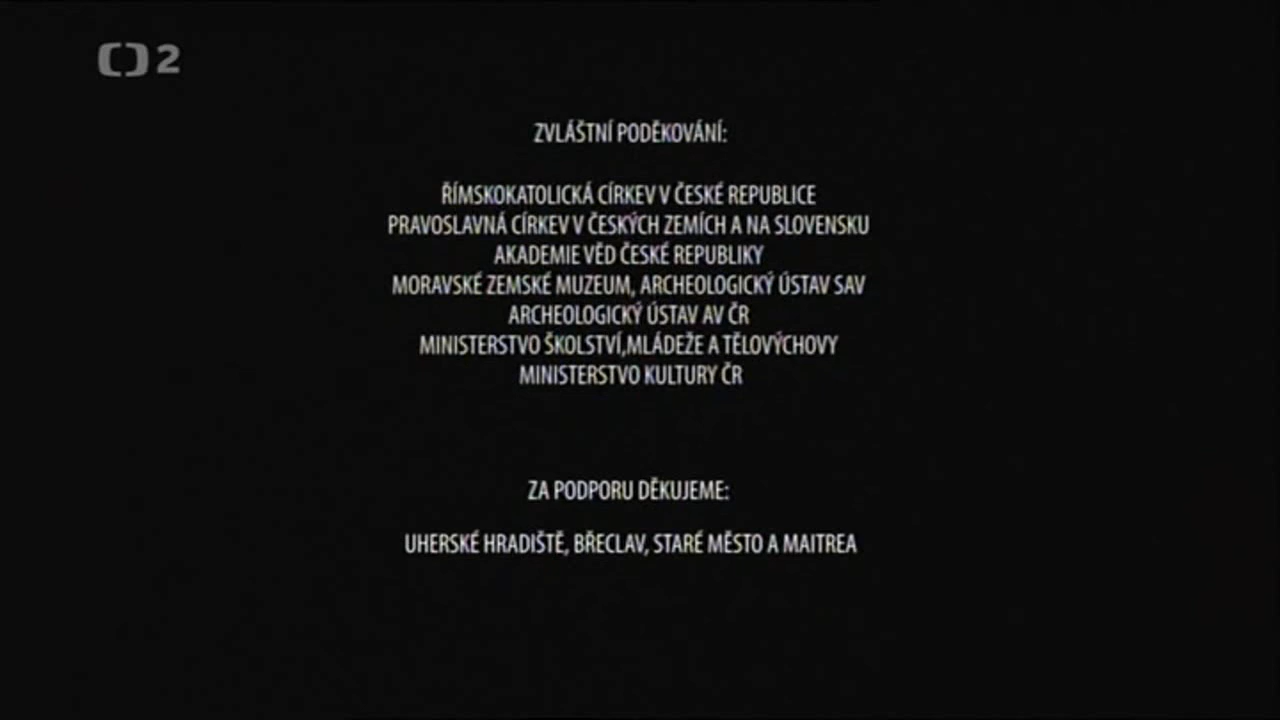 2
ZVLÁŠTNÍ PODĚKOVÁNÍ:
ŘÍMSKOKATOLICKÁ CÍRKEV V ČESKÉ REPUBLICE
PRAVOSLAVNÁ CÍRKEV V ČESKÝCH ZEMÍCH A NA SLOVENSKU
AKADEMIE VĚD ČESKÉ REPUBLIKY
MORAVSKÉ ZEMSKÉ MUZEUM, ARCHEOLOGICKÝ ÚSTAV SAV
ARCHEOLOGICKÝ ÚSTAV AV ČR
MINISTERSTVO ŠKOLSTVÍ,MLÁDEŽE A TĚLOVÝCHOVY
MINISTERSTVO KULTURY ČR
ZA PODPORU DĚKUJEME:
UHERSKÉ HRADIŠTĚ, BŘECLAV, STARÉ MĚSTO A MAITREA